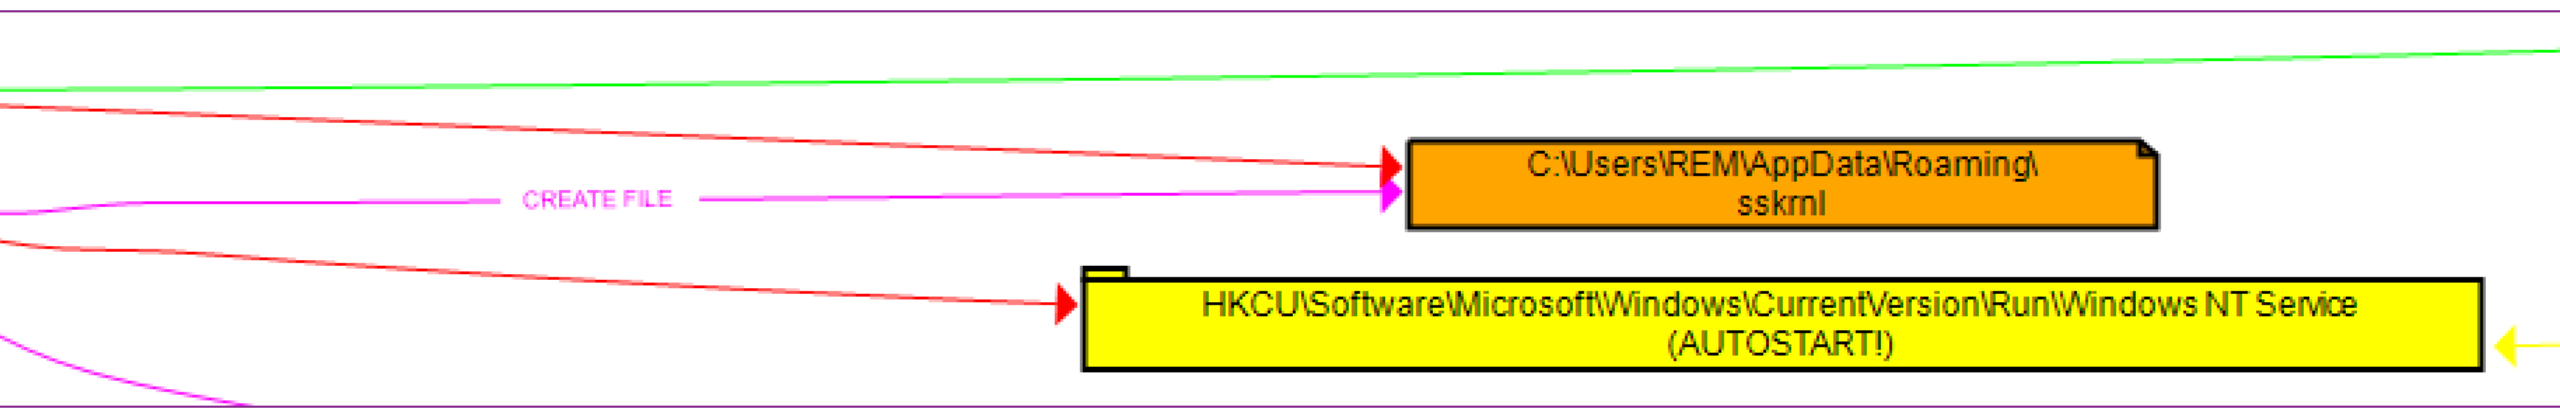 C:\Users\REM\AppData\Roaming\
sskrnl
CREATE FILE
HKCU\Software\Microsoft\Windows\CurrentVersion\Run\Windows NT Service
(AUTOSTART!)